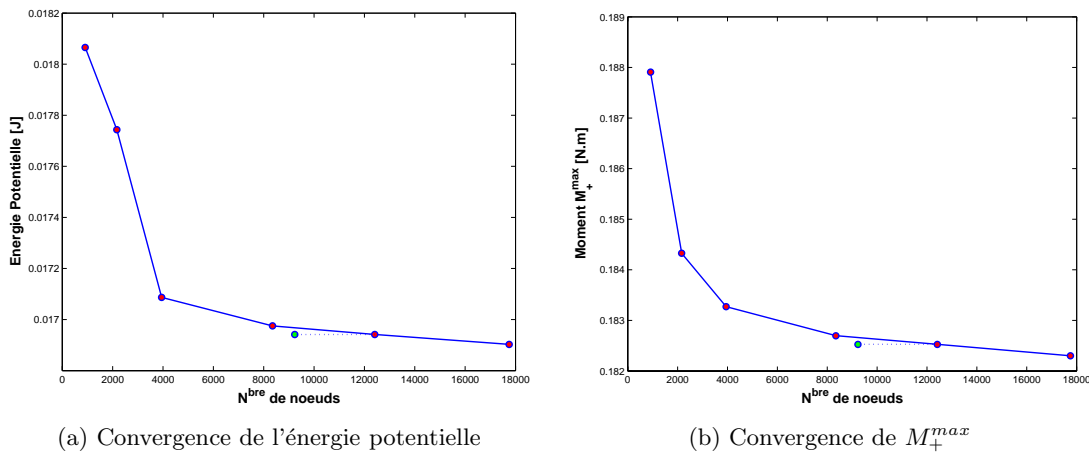 0.0182
0.018
0.0178
0.0176
0.0174
0.0172
0.017
Energie Potentielle [J]
0 2000 4000 6000 8000 10000 12000 14000 16000 18000
N^bre de noeuds
(a) Convergence de l'énergie potentielle
0.189
0.188
0.187
0.186
0.185
0.184
0.183
0.182
Moment M_+^max [N.m]
0 2000 4000 6000 8000 10000 12000 14000 16000 18000
N^bre de noeuds
(b) Convergence de M_+^max